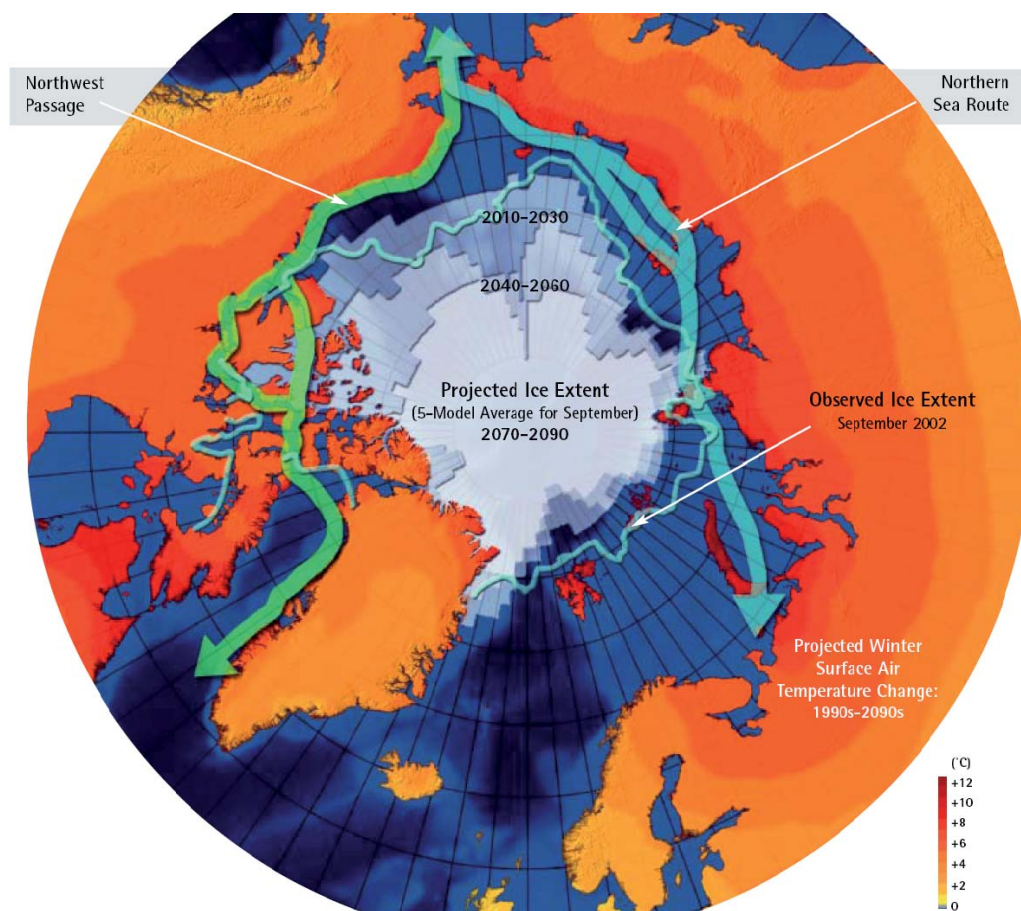 Northwest
Passage
Northern
Sea Route
2010–2030
2040–2060
Projected Ice Extent
(5–Model Average for September)
2070–2090
Observed Ice Extent
September 2002
Projected Winter
Surface Air
Temperature Change:
1990s–2090s
(˚C)
+12
+10
+8
+6
+4
+2
0